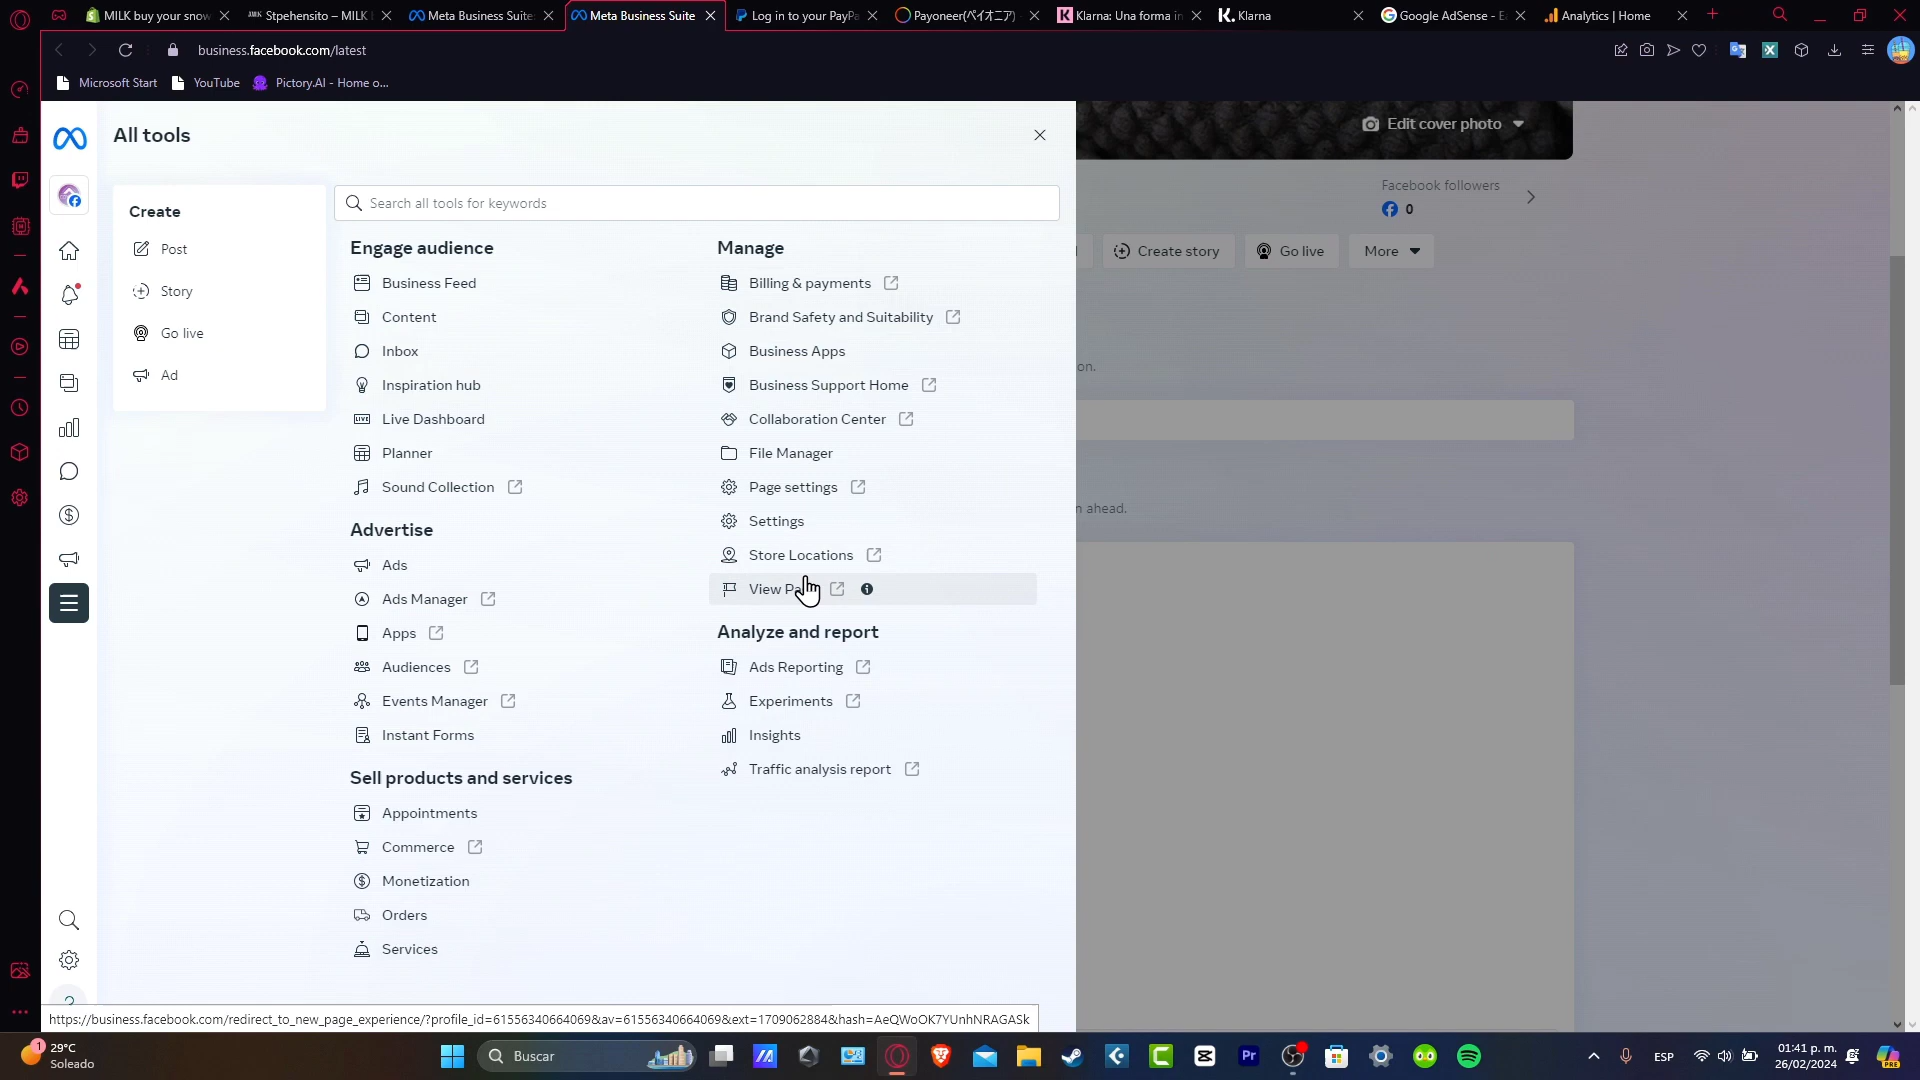 MILK buy your snow
Stpehensito – MILK
Meta Business Suite
Meta Business Suite
Log in to your PayPa
Payoneer(ペイオニア)
Klarna: Una forma in
Klarna
Google AdSense - E
Analytics | Home
business.facebook.com/latest
Microsoft Start
YouTube
Pictory.AI - Home o...
All tools
Edit cover photo
Create
Post
Story
Go live
Ad
Search all tools for keywords
Engage audience
Business Feed
Content
Inbox
Inspiration hub
Live Dashboard
Planner
Sound Collection
Advertise
Ads
Ads Manager
Apps
Audiences
Events Manager
Instant Forms
Sell products and services
Appointments
Commerce
Monetization
Orders
Services
Manage
Billing & payments
Brand Safety and Suitability
Business Apps
Business Support Home
Collaboration Center
File Manager
Page settings
Settings
Store Locations
View
Analyze and report
Ads Reporting
Experiments
Insights
Traffic analysis report
Facebook followers
0
Create story
Go live
More
on.
n ahead.
https://business.facebook.com/redirect_to_new_page_experience/?profile_id=61556340664069&av=61556340664069&ext=1709062884&hash=AeQWoOK7YUnhNRAGASk
1
29°C
Soleado
Buscar
ESP
01:41 p. m.
26/02/2024